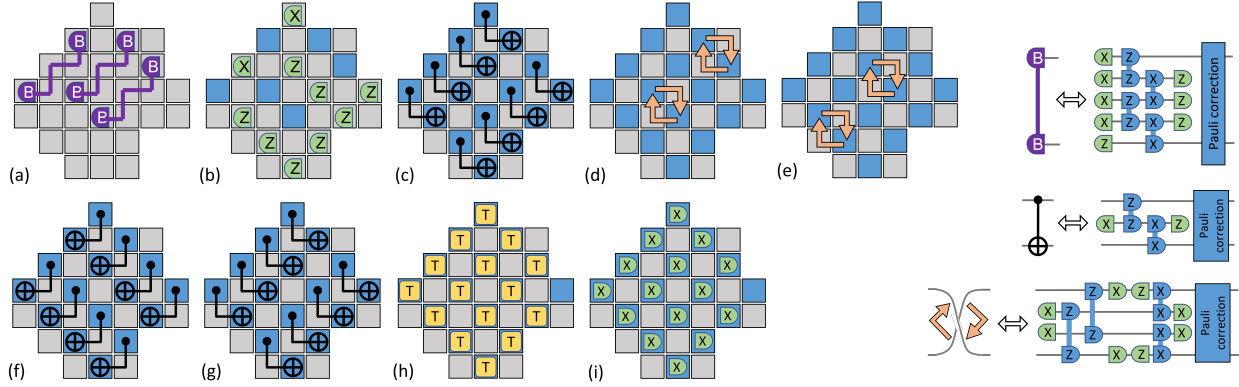 B B
B
B B
B
(a)
X
X Z
Z Z
Z Z
Z Z
Z
(b)
(c)
(d)
(e)
B
B
X Z
X Z X Z
X Z X Z
X Z X Z
Z X
Pauli correction
Z
X Z X Z
X
Pauli
correction
Z X Z X
X Z X X
X Z X X
Z X Z X
Pauli
correction
(f)
(g)
T
T T
T T T
T T T
T T T
T T
T
(h)
X
X X
X X X
X X X
X X X
X X
X
(i)